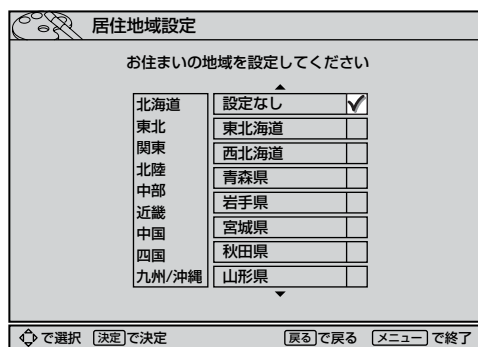 居住地域設定
お住まいの地域を設定してください
北海道
東北
関東
北陸
中部
近畿
中国
四国
九州/沖縄
設定なし
東北海道
西北海道
青森県
岩手県
宮城県
秋田県
山形県
で選択 決定で決定 戻るで戻る メニューで終了